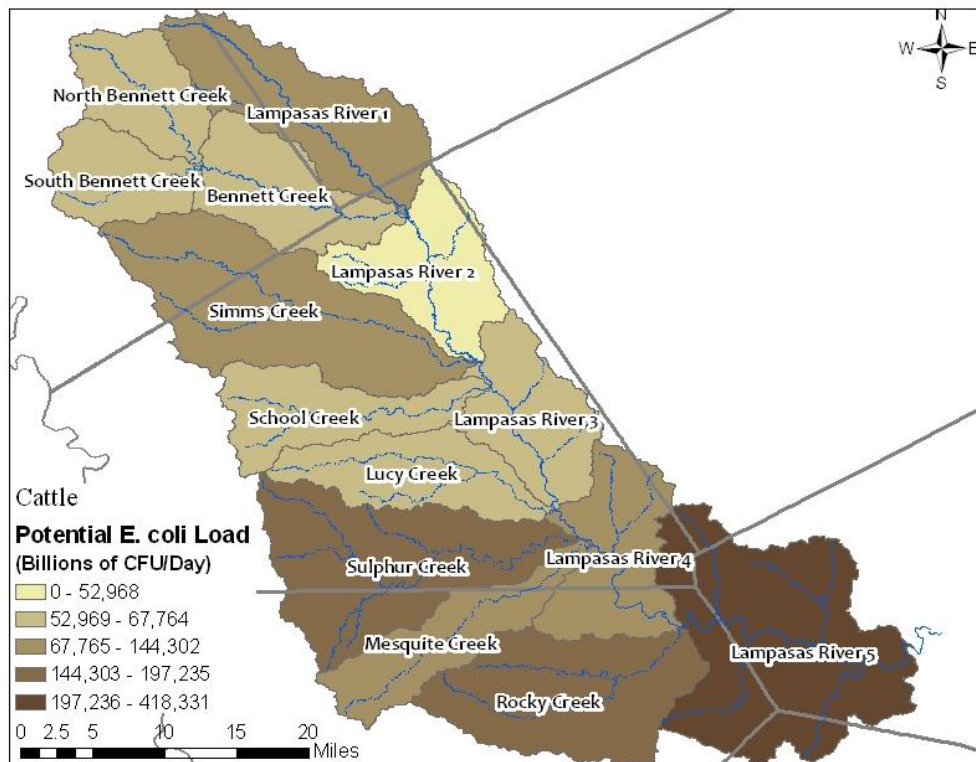 N
W E
S
North Bennett Creek
Lampasas River 1
South Bennett Creek
Bennett Creek
Lampasas River 2
Simms Creek
School Creek
Lampasas River 3
Lucy Creek
Sulphur Creek
Lampasas River 4
Mesquite Creek
Lampasas River 5
Rocky Creek
Cattle
Potential E. coli Load
(Billions of CFU/Day)
0 - 52,968
52,969 - 67,764
67,765 - 144,302
144,303 - 197,235
197,236 - 418,331
0 2.5 5 10 15 20
Miles